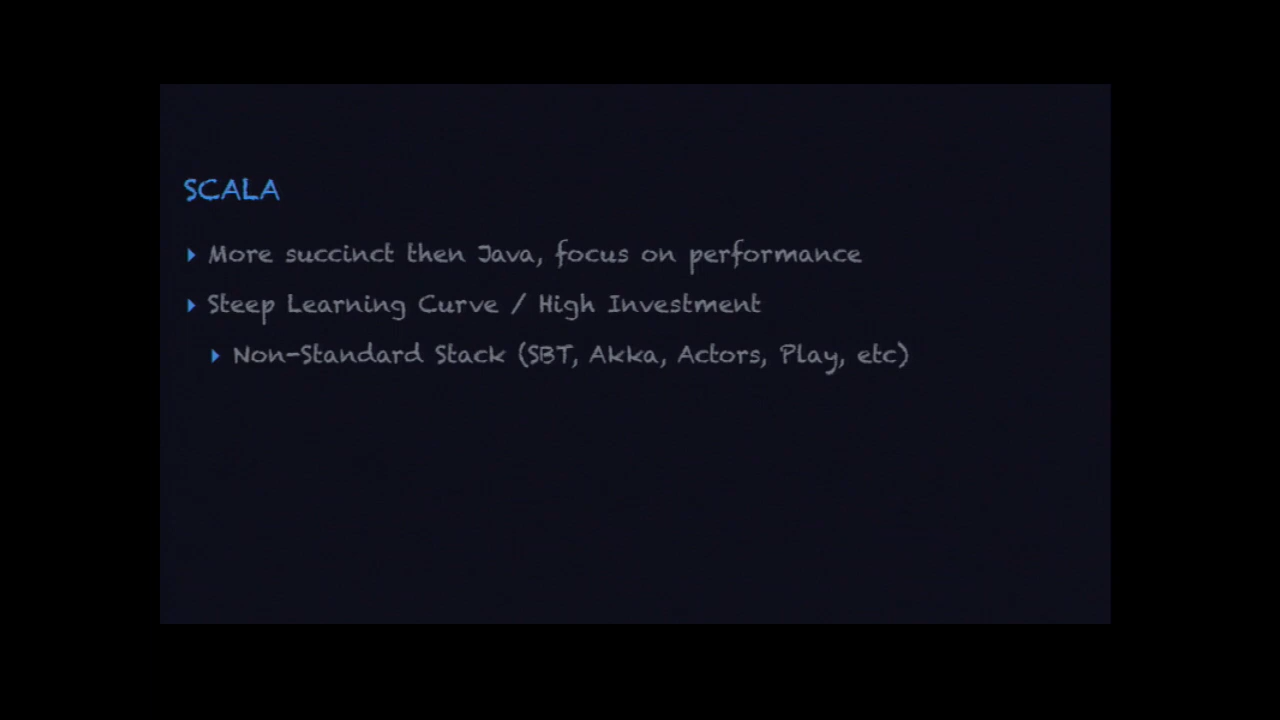 SCALA
More succinct then Java, focus on performance
Steep Learning Curve / High Investment
Non-Standard Stack (SBT, Akka, Actors, Play, etc)